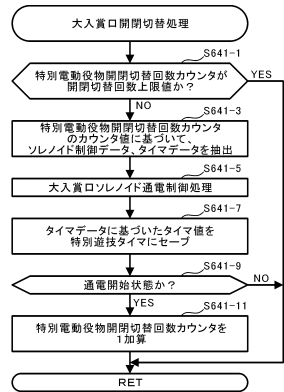 大入賞口開閉切替処理
S641-1
特別電動役物開閉切替回数カウンタが
開閉切替回数上限値か？
YES
NO
S641-3
特別電動役物開閉切替回数カウンタ
のカウンタ値に基づいて、
ソレノイド制御データ、タイマデータを抽出
S641-5
大入賞口ソレノイド通電制御処理
S641-7
タイマデータに基づいたタイマ値を
特別遊技タイマにセーブ
S641-9
通電開始状態か？
NO
YES
S641-11
特別電動役物開閉切替回数カウンタを
1加算
RET